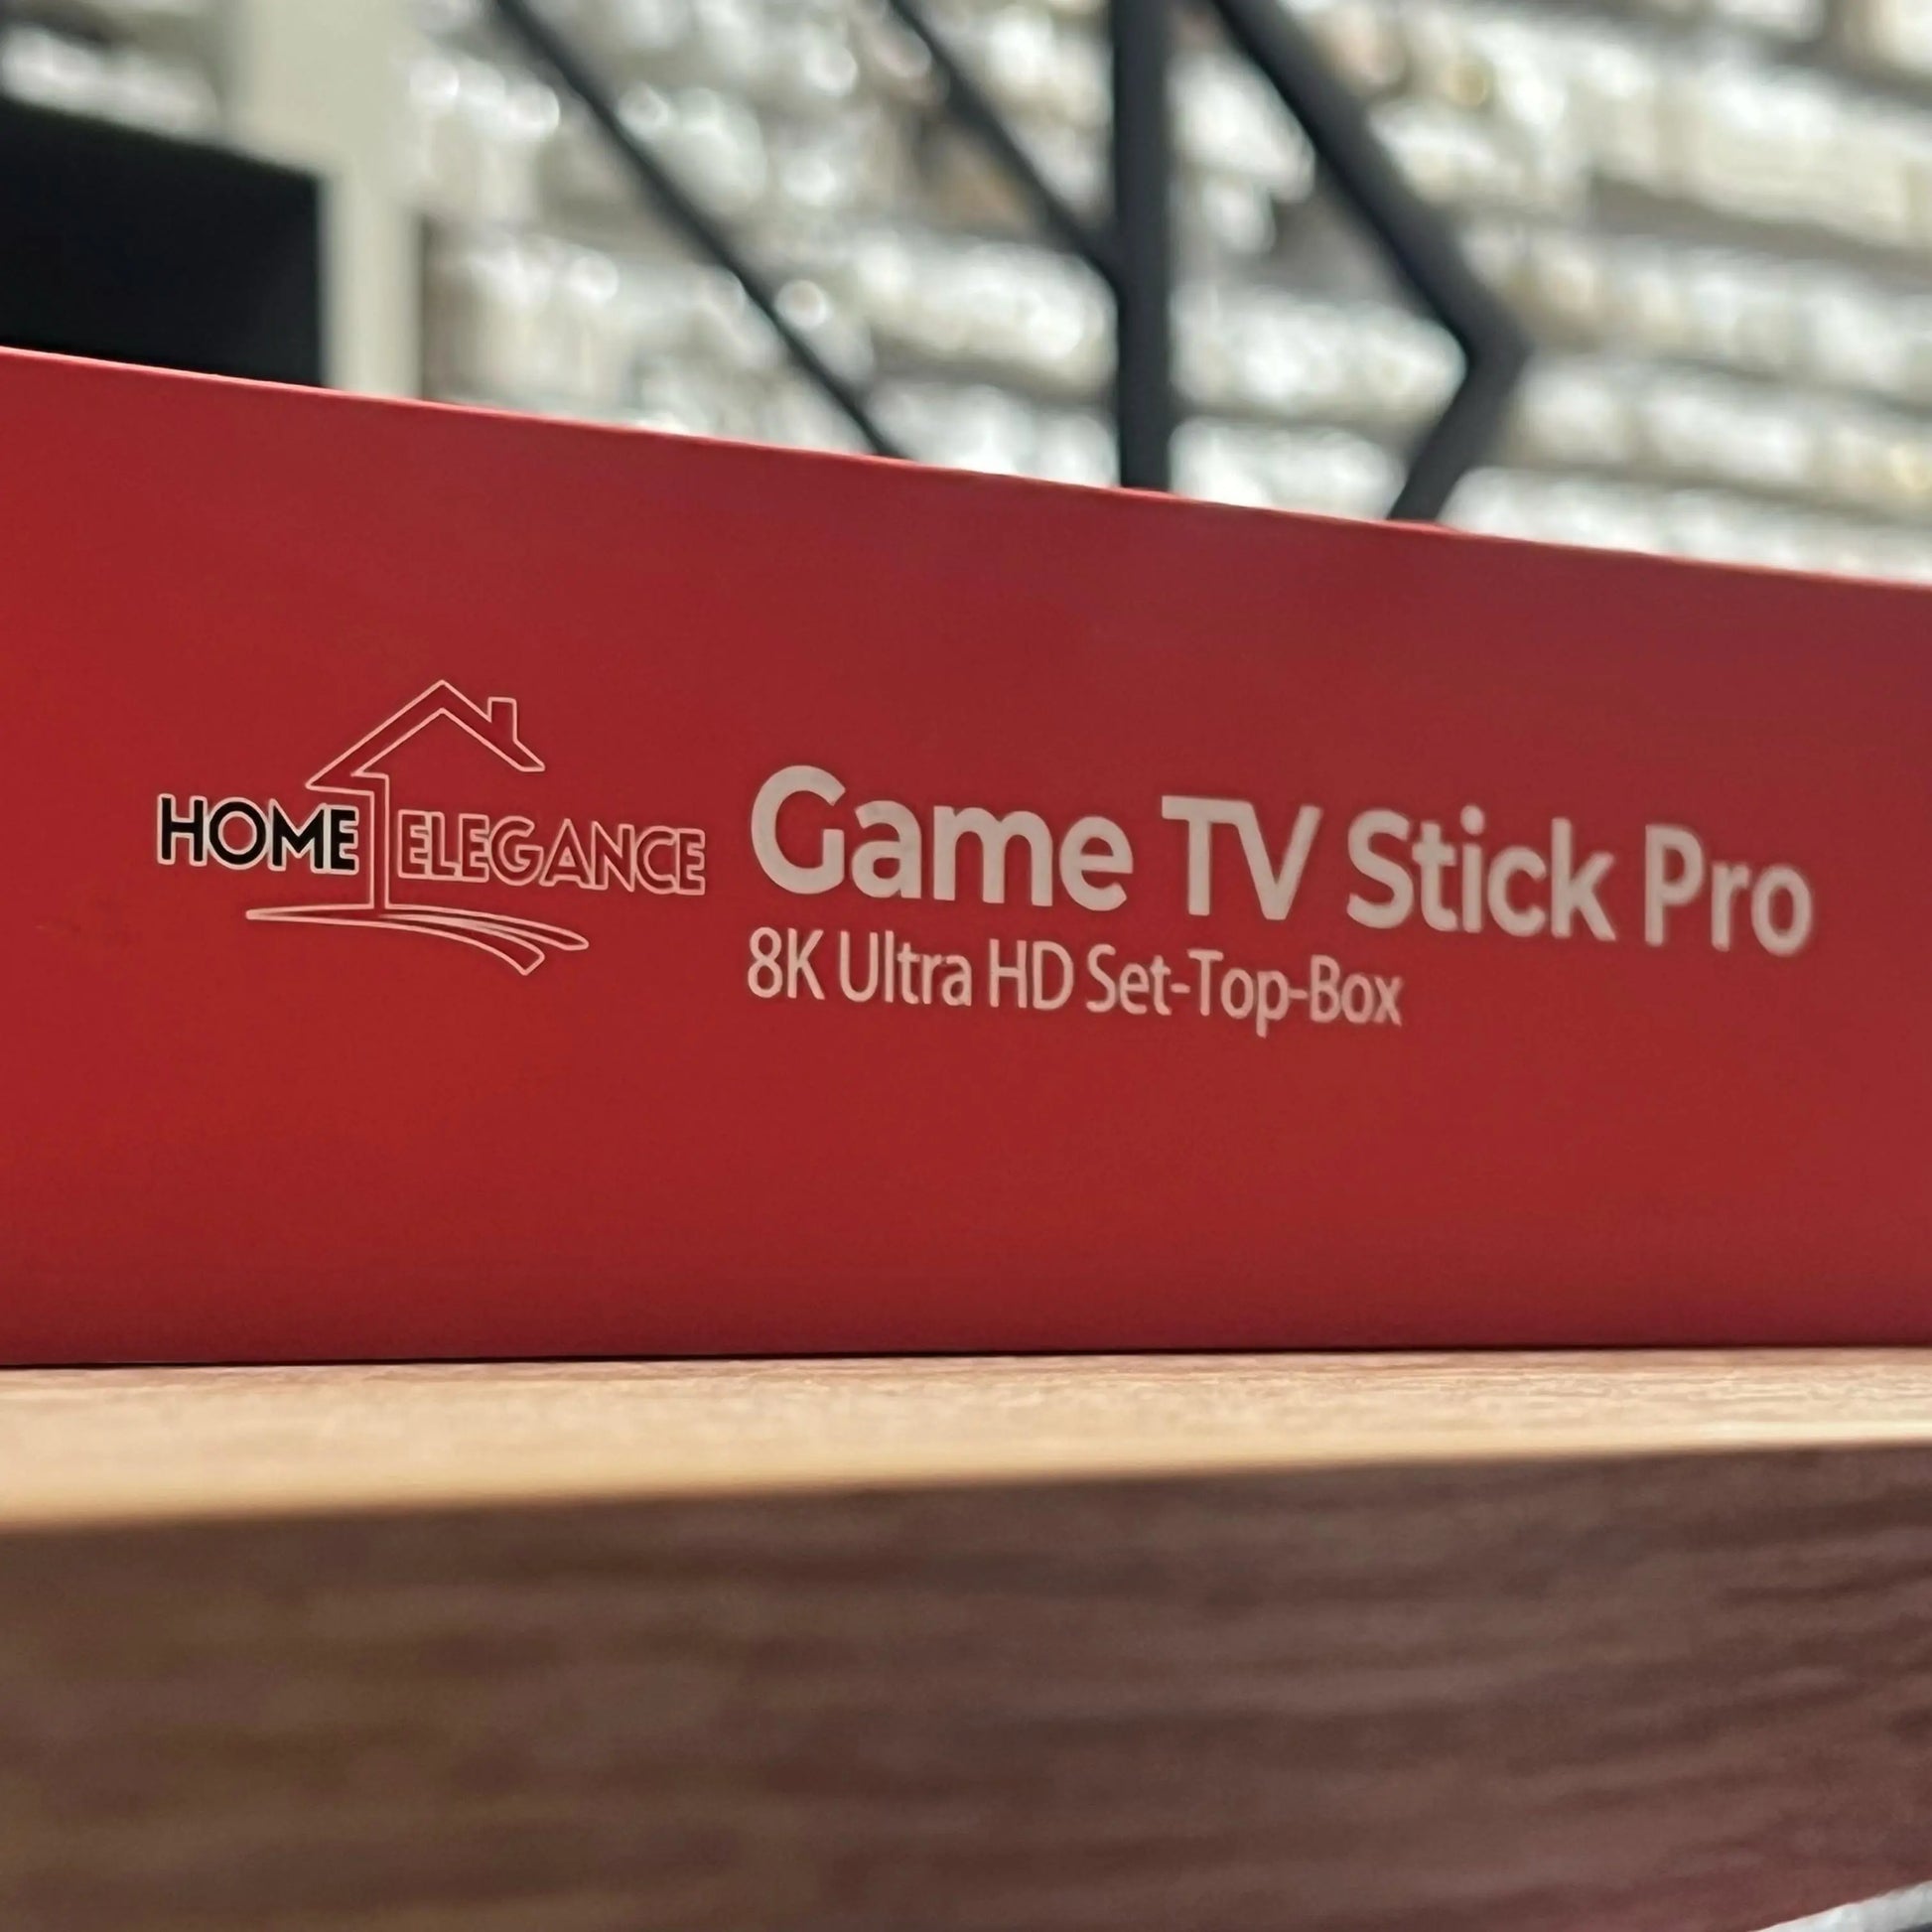 HOME ELEGANCE
Game TV Stick Pro
8K Ultra HD Set-Top-Box